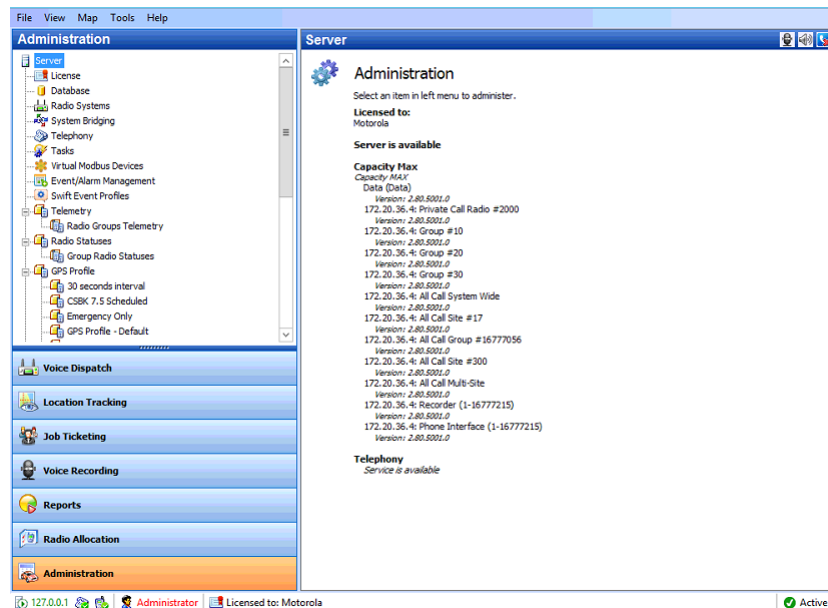 File View Map Tools Help
Administration
Server
License
Database
Radio Systems
System Bridging
Telephony
Tasks
Virtual Modbus Devices
Event/Alarm Management
Swift Event Profiles
Telemetry
Radio Groups Telemetry
Radio Statuses
Group Radio Statuses
GPS Profile
30 seconds interval
CSBK 7.5 Scheduled
Emergency Only
GPS Profile - Default
Voice Dispatch
Location Tracking
Job Ticketing
Voice Recording
Reports
Radio Allocation
Administration
Server
Administration
Select an item in left menu to administer.
Licensed to:
Motorola
Server is available
Capacity Max
Capacity MAX
Data (Data)
Version: 2.80.5001.0
172.20.36.4: Private Call Radio #2000
Version: 2.80.5001.0
172.20.36.4: Group #10
Version: 2.80.5001.0
172.20.36.4: Group #20
Version: 2.80.5001.0
172.20.36.4: Group #30
Version: 2.80.5001.0
172.20.36.4: All Call System Wide
Version: 2.80.5001.0
172.20.36.4: All Call Site #17
Version: 2.80.5001.0
172.20.36.4: All Call Group #16777056
Version: 2.80.5001.0
172.20.36.4: All Call Site #300
Version: 2.80.5001.0
172.20.36.4: All Call Multi-Site
Version: 2.80.5001.0
172.20.36.4: Recorder (1-16777215)
Version: 2.80.5001.0
172.20.36.4: Phone Interface (1-16777215)
Version: 2.80.5001.0
Telephony
Service is available
127.0.0.1 Administrator Licensed to: Motorola Active